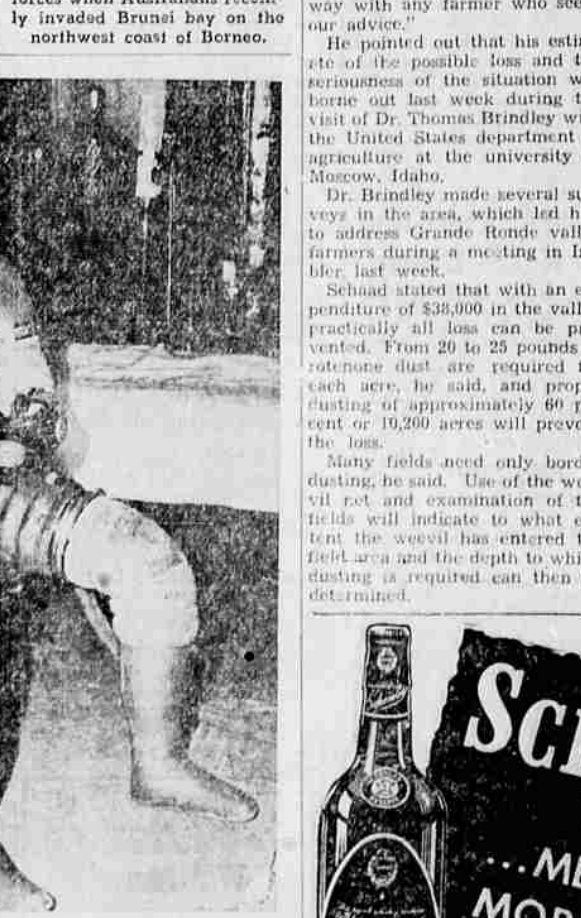 forces when Australians recent-
ly invaded Brunei bay on the
northwest coast of Borneo.
way with any farmer who see
our advice."
He pointed out that his estim
ate of the possible loss and t
seriousness of the situation w
borne out last week during t
visit of Dr. Thomas Brindley wi
the United States department
agriculture at the university
Moscow, Idaho.
Dr. Brindley made several su
veys in the area, which led h
to address Grande Ronde vall
farmers during a meeting in I
bler last week.
Schaad stated that with an e
penditure of $38,000 in the vall
practically all loss can be p
vented. From 20 to 25 pounds
rotenone dust are required f
each acre, he said, and prop
dusting of approximately 60 p
cent or 10,200 acres will preve
the loss.
Many fields need only bord
dusting, he said. Use of the we
vil net and examination of
fields will indicate to what e
tent the weevil has entered t
field area and the depth to whi
dusting is required can then
determined.
SC
...M
MO